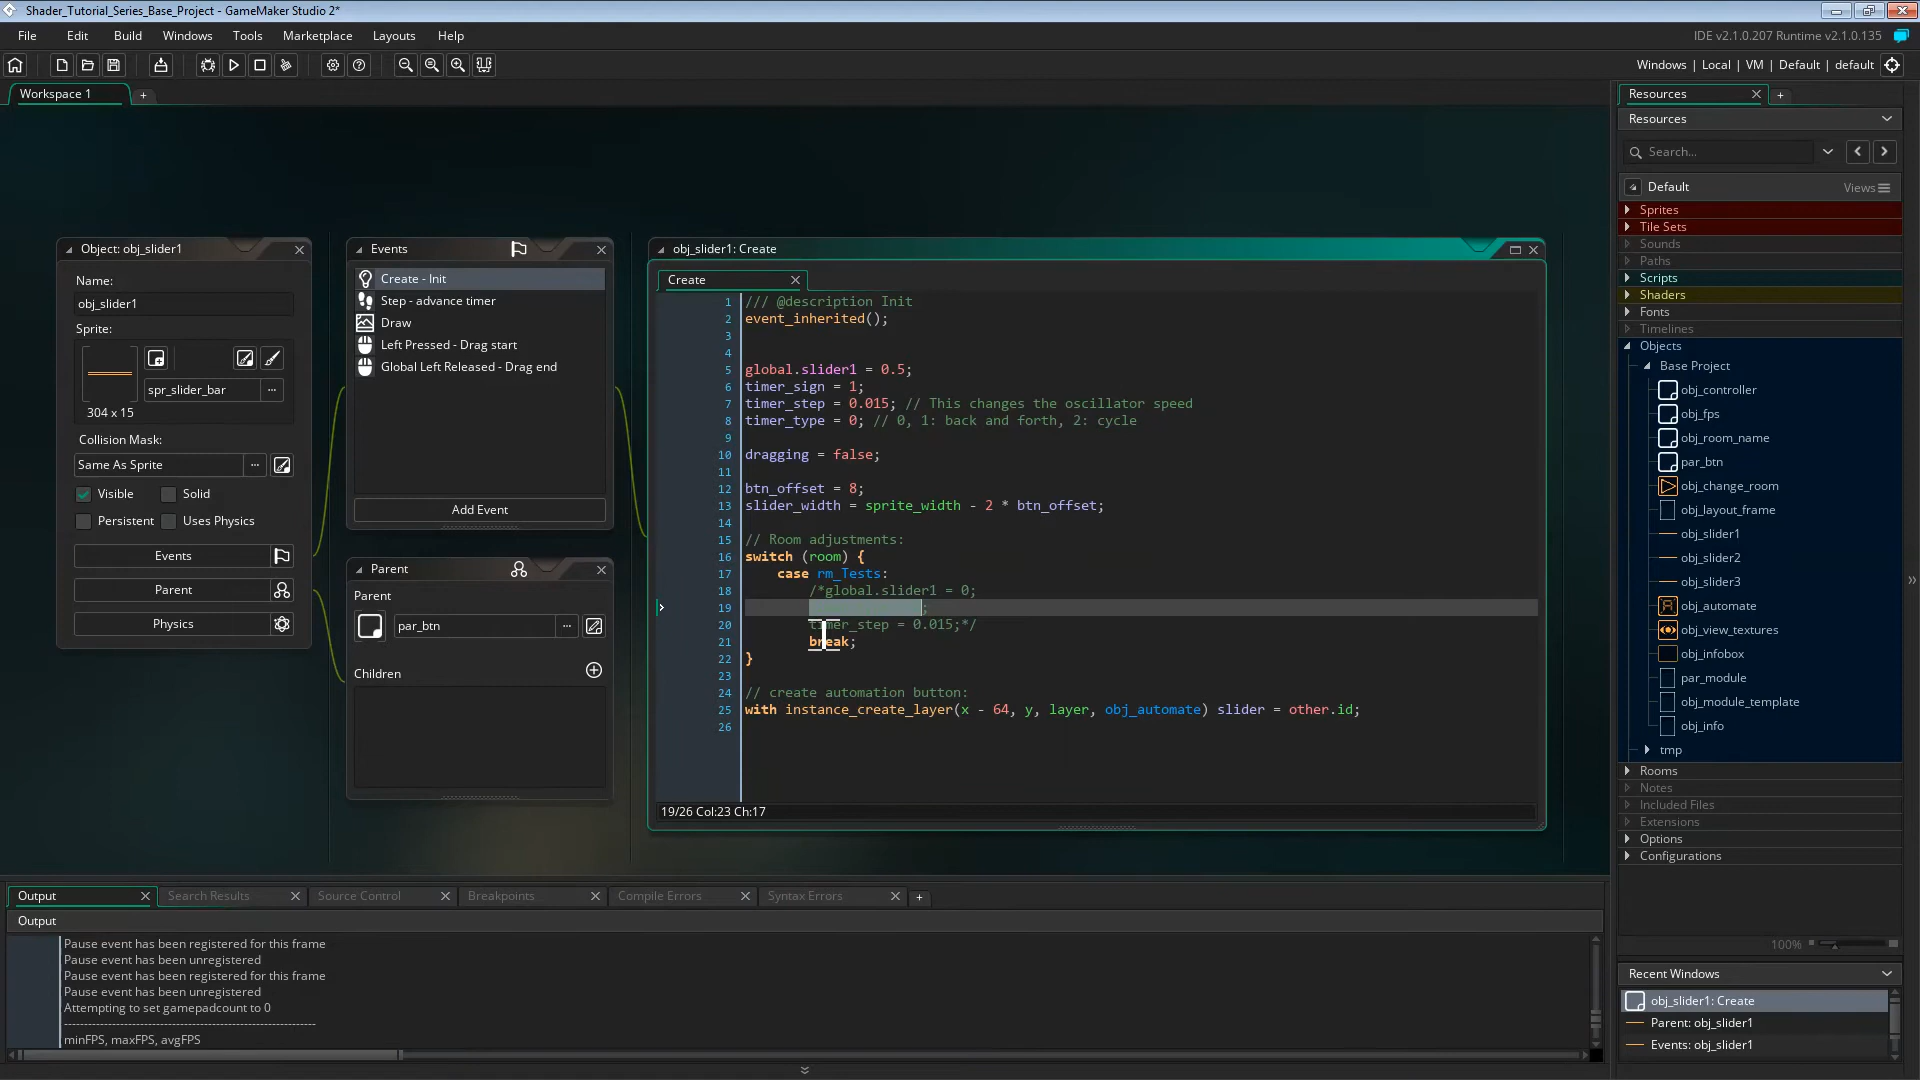 Shader_Tutorial_Series_Base_Project - GameMaker Studio 2*
File Edit Build Windows Tools Marketplace Layouts Help
IDE v2.1.0.207 Runtime v2.1.0.135
Windows | Local | VM | Default | default
Workspace 1
Object: obj_slider1
Name:
obj_slider1
Sprite:
spr_slider_bar
304 x 15
Collision Mask:
Same As Sprite
Visible Solid
Persistent Uses Physics
Events
Parent
Physics
Events
Create - Init
Step - advance timer
Draw
Left Pressed - Drag start
Global Left Released - Drag end
Add Event
Parent
Parent
par_btn
Children
obj_slider1: Create
Create
1 /// @description Init
2 event_inherited();
3
4
5 global.slider1 = 0.5;
6 timer_sign = 1;
7 timer_step = 0.015; // This changes the oscillator speed
8 timer_type = 0; // 0, 1: back and forth, 2: cycle
9
10 dragging = false;
11
12 btn_offset = 8;
13 slider_width = sprite_width - 2 * btn_offset;
14
15 // Room adjustments:
16 switch (room) {
17 case rm_Tests:
18 /*global.slider1 = 0;
19 ;
20 timer_step = 0.015;*/
21 break;
22 }
23
24 // create automation button:
25 with instance_create_layer(x - 64, y, layer, obj_automate) slider = other.id;
26
19/26 Col:23 Ch:17
Resources
Resources
Search...
Default Views
Sprites
Tile Sets
Sounds
Paths
Scripts
Shaders
Fonts
Timelines
Objects
Base Project
obj_controller
obj_fps
obj_room_name
par_btn
obj_change_room
obj_layout_frame
obj_slider1
obj_slider2
obj_slider3
obj_automate
obj_view_textures
obj_infobox
par_module
obj_module_template
obj_info
tmp
Rooms
Notes
Included Files
Extensions
Options
Configurations
100%
Recent Windows
obj_slider1: Create
Parent: obj_slider1
Events: obj_slider1
Output Search Results Source Control Breakpoints Compile Errors Syntax Errors
Output
Pause event has been registered for this frame
Pause event has been unregistered
Pause event has been registered for this frame
Pause event has been unregistered
Attempting to set gamepadcount to 0
---------------------------------------------------------------
minFPS, maxFPS, avgFPS